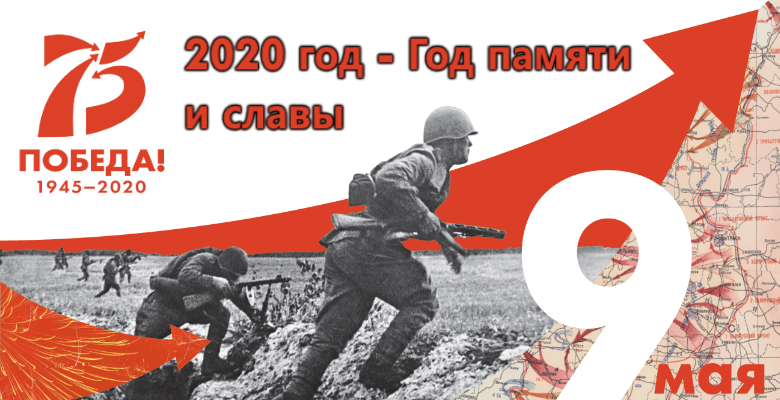 75
ПОБЕДА!
1945–2020
2020 год - Год памяти
и славы
9
мая